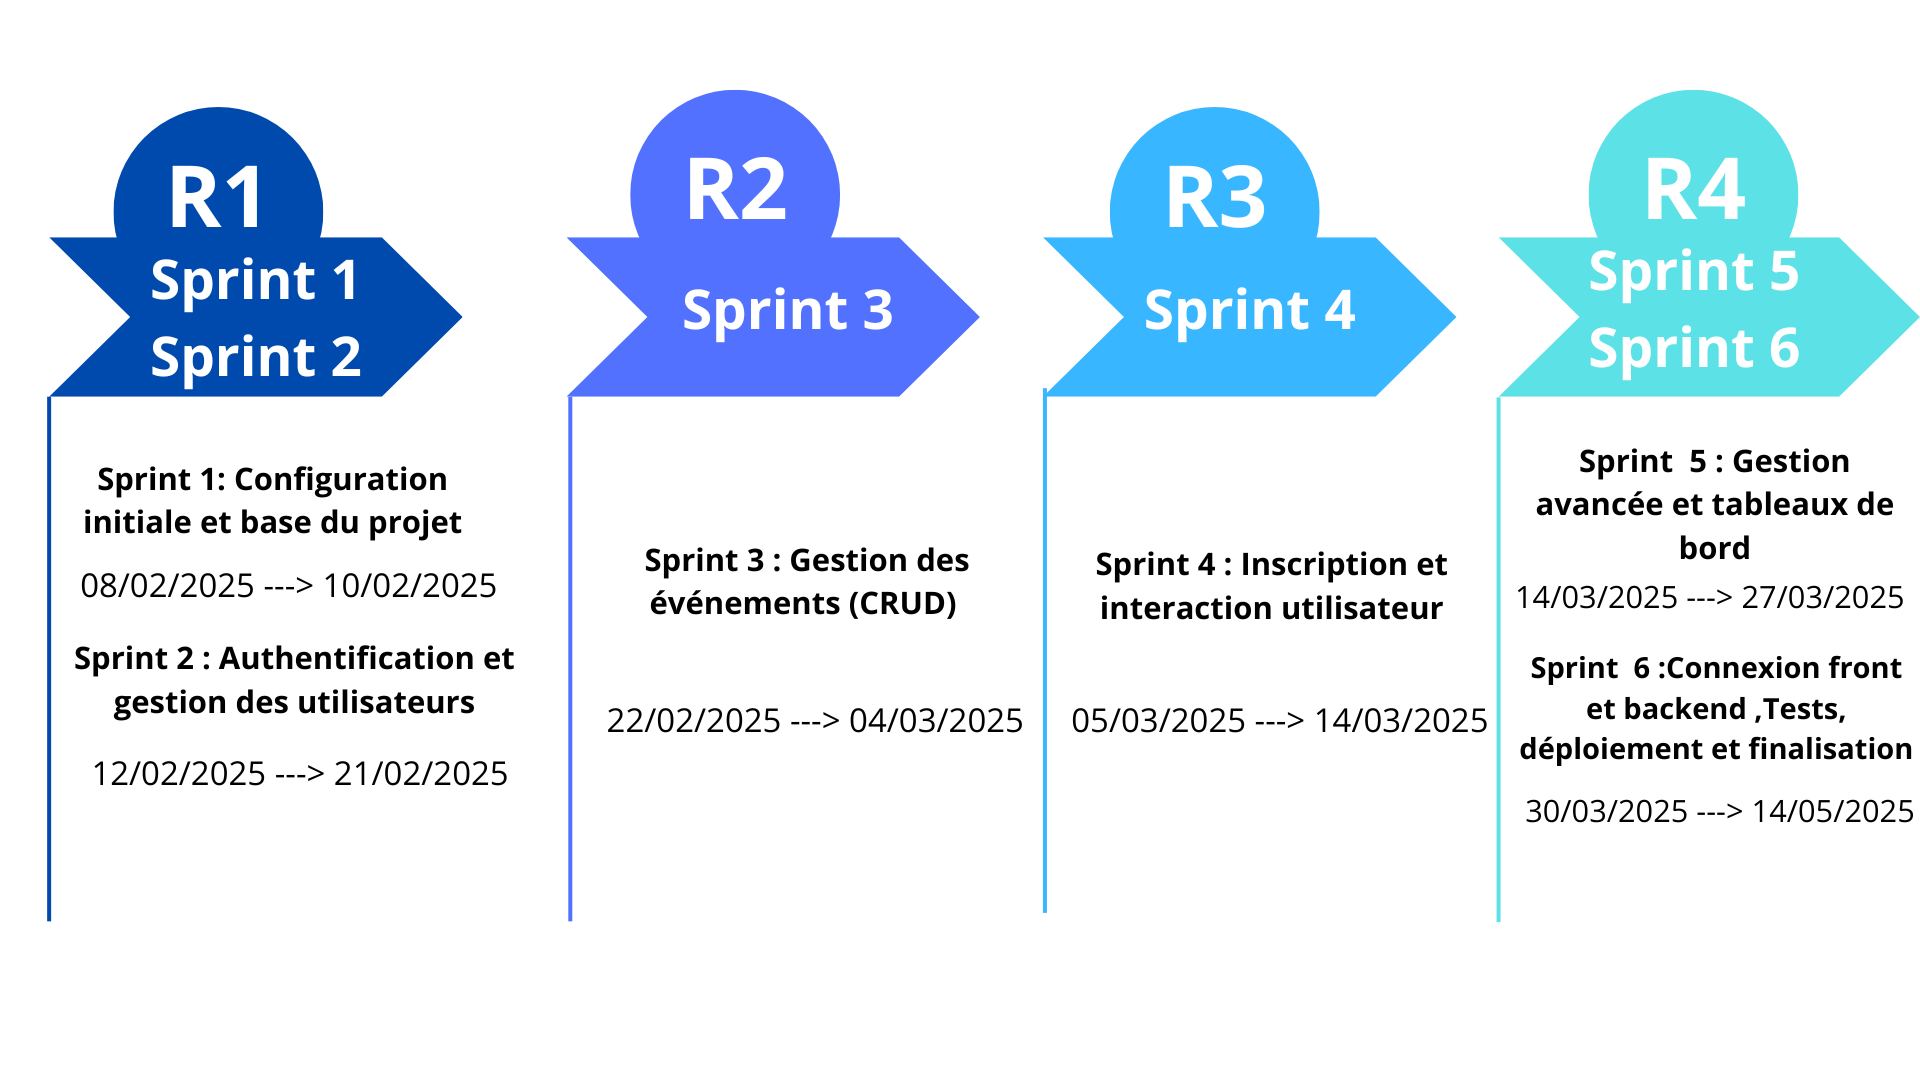 R1
Sprint 1
Sprint 2
Sprint 1: Configuration
initiale et base du projet
08/02/2025 ---> 10/02/2025
Sprint 2 : Authentification et
gestion des utilisateurs
12/02/2025 ---> 21/02/2025
R2
Sprint 3
Sprint 3 : Gestion des
événements (CRUD)
22/02/2025 ---> 04/03/2025
R3
Sprint 4
Sprint 4 : Inscription et
interaction utilisateur
05/03/2025 ---> 14/03/2025
R4
Sprint 5
Sprint 6
Sprint  5 : Gestion
avancée et tableaux de
bord
14/03/2025 ---> 27/03/2025
Sprint  6 :Connexion front
et backend ,Tests,
déploiement et finalisation
30/03/2025 ---> 14/05/2025